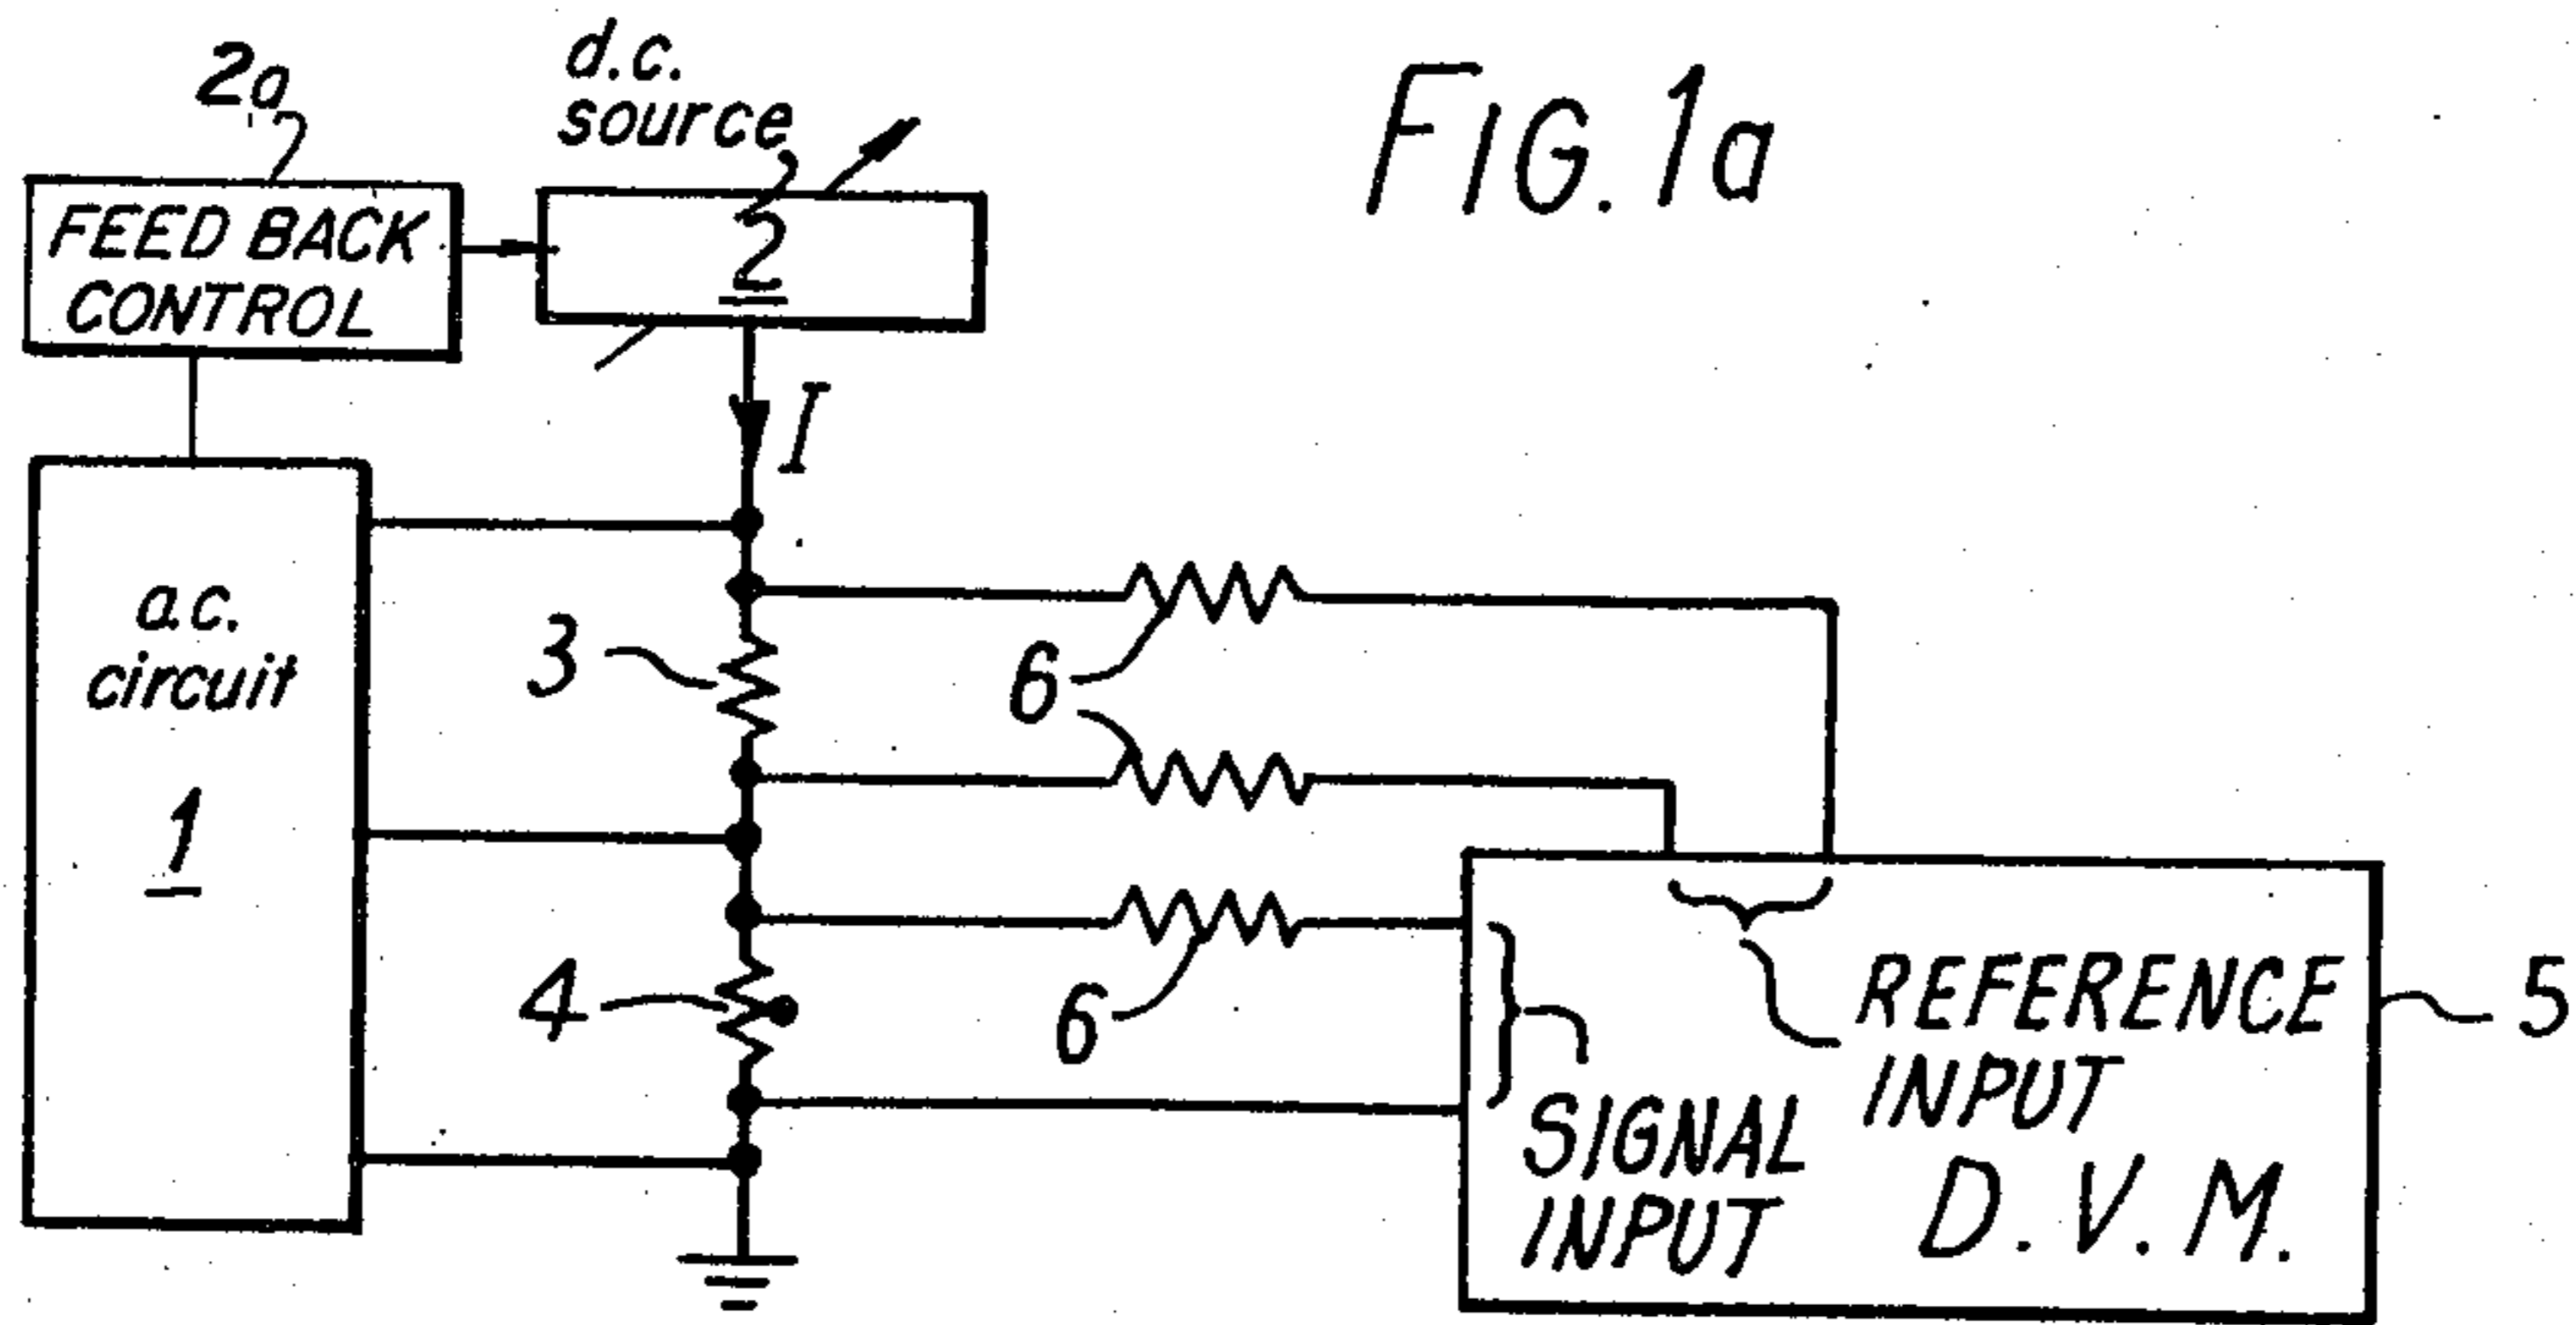 FIG. 1a
2a
d.c.
source
FEED BACK
CONTROL
2
I
a.c.
circuit
1
3
6
4
6
REFERENCE
INPUT
5
SIGNAL
INPUT
D.V.M.